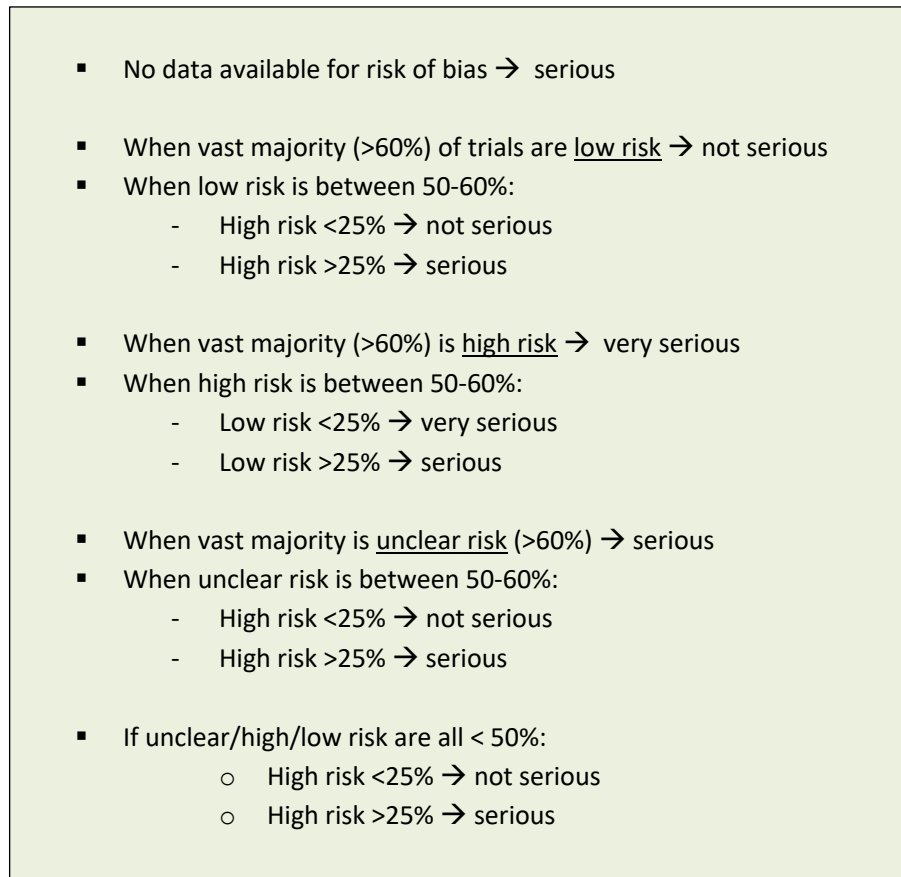 ▪ No data available for risk of bias → serious
▪ When vast majority (>60%) of trials are low risk → not serious
▪ When low risk is between 50-60%:
- High risk <25% → not serious
- High risk >25% → serious
▪ When vast majority (>60%) is high risk → very serious
▪ When high risk is between 50-60%:
- Low risk <25% → very serious
- Low risk >25% → serious
▪ When vast majority is unclear risk (>60%) → serious
▪ When unclear risk is between 50-60%:
- High risk <25% → not serious
- High risk >25% → serious
▪ If unclear/high/low risk are all < 50%:
o High risk <25% → not serious
o High risk >25% → serious